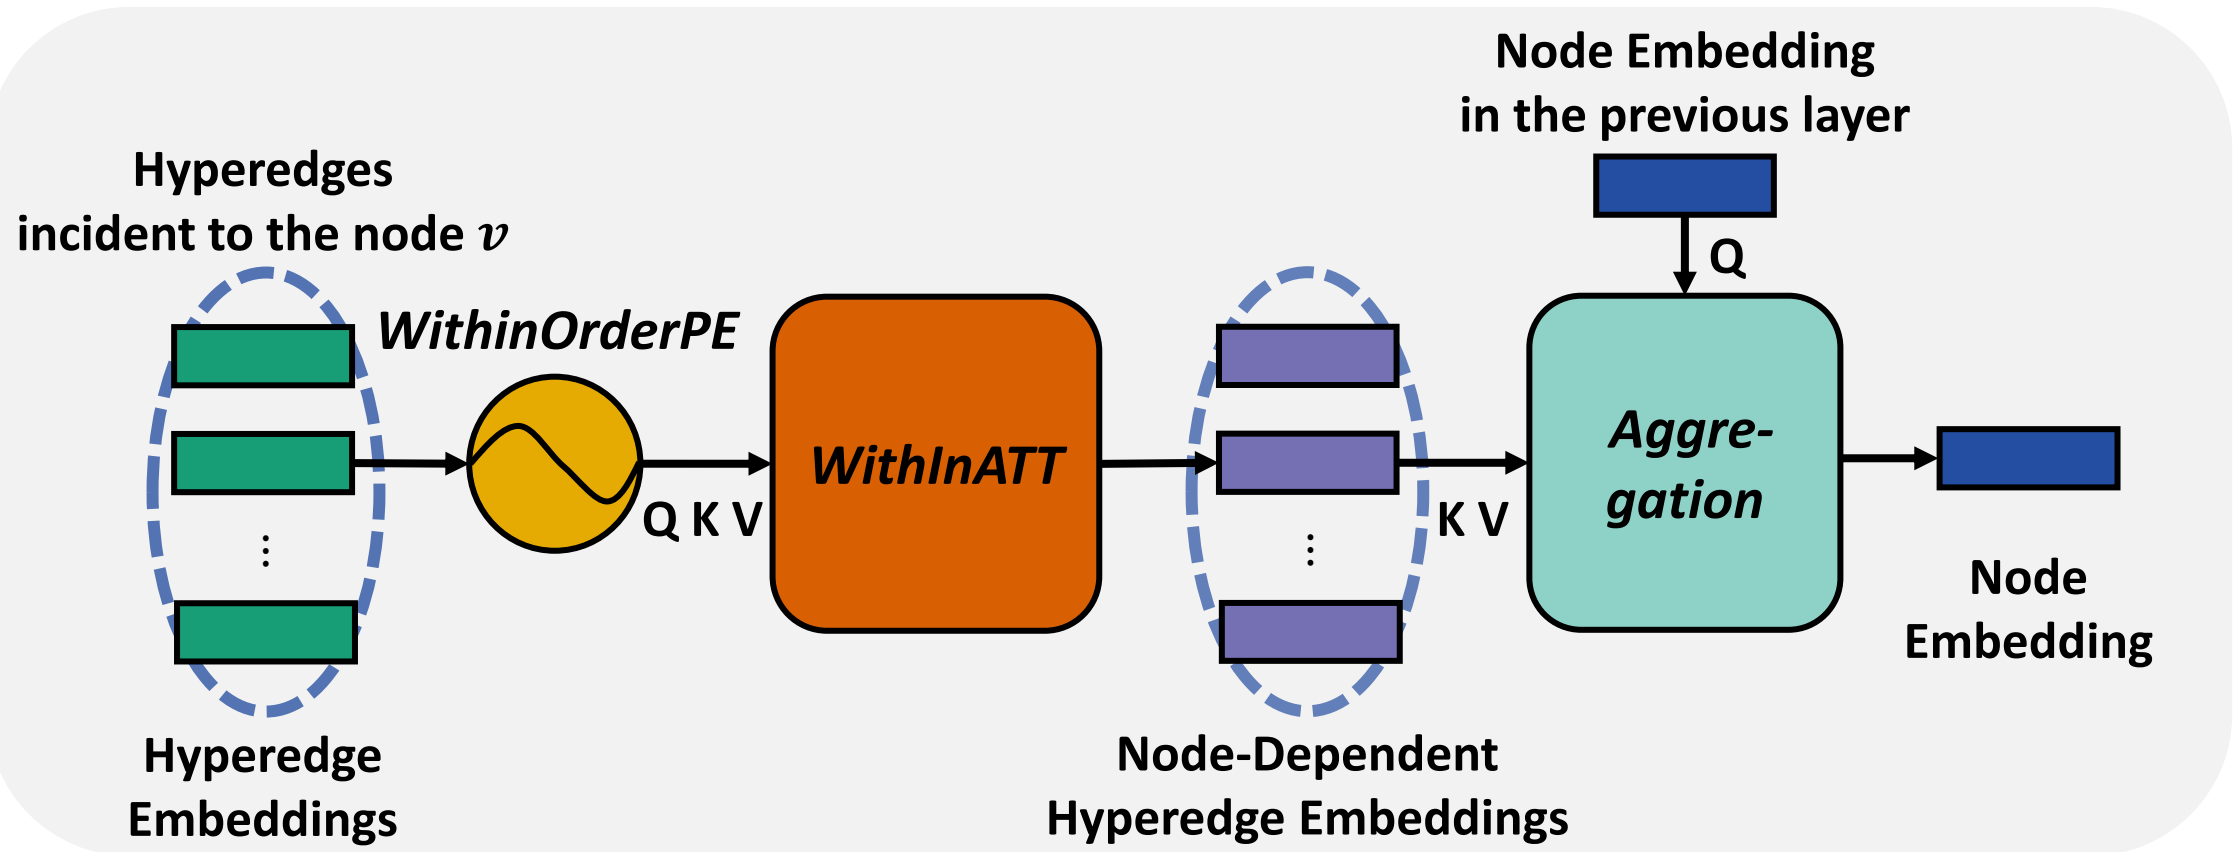 Node Embedding
in the previous layer
Hyperedges
incident to the node v
Q
WithinOrderPE
WithInATT
Aggre-
gation
Q K V
K V
Node
Embedding
Hyperedge
Embeddings
Node-Dependent
Hyperedge Embeddings